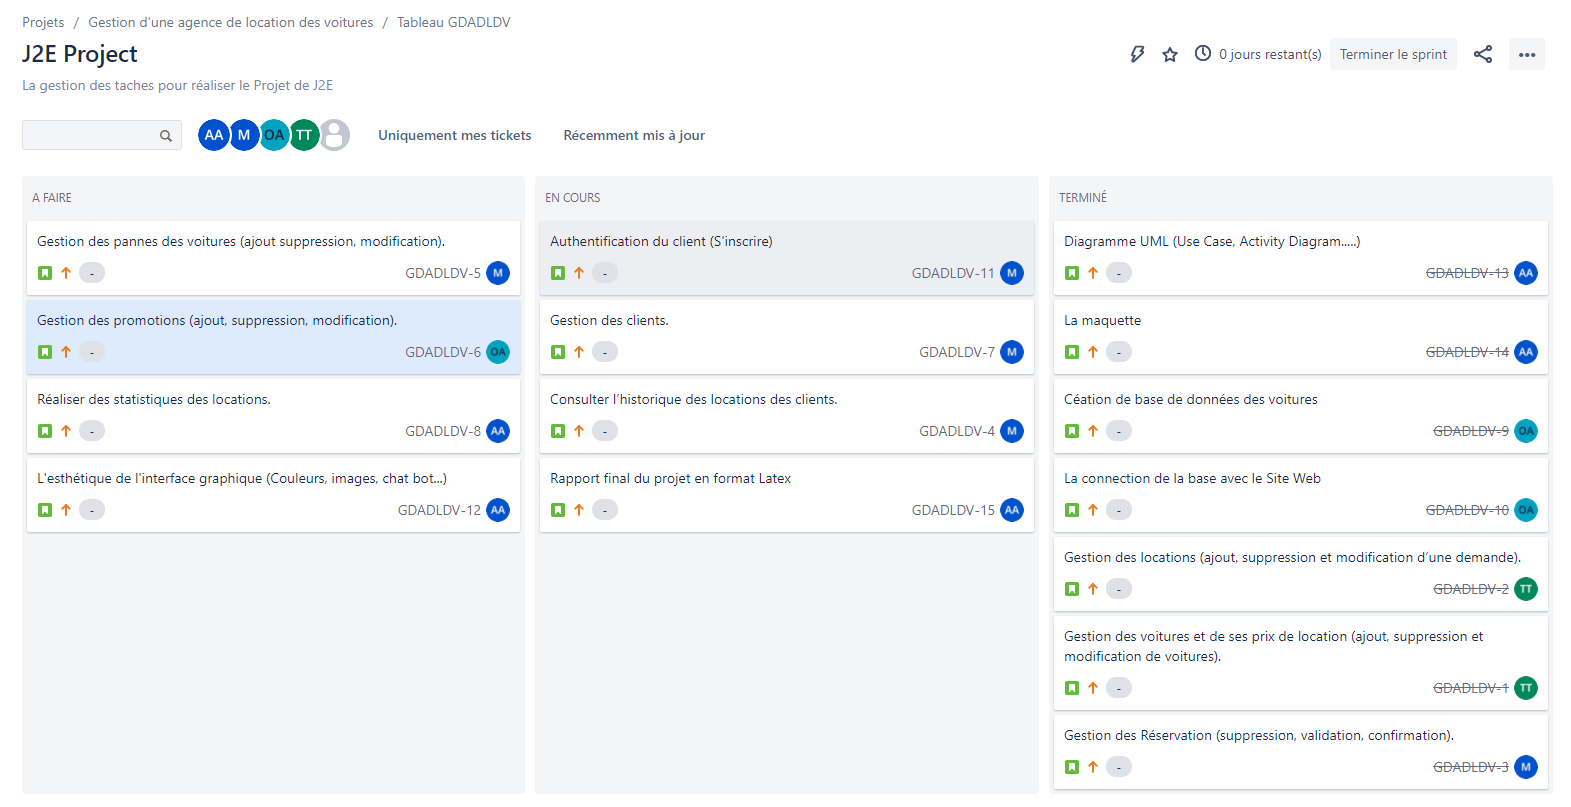 Projets / Gestion d'une agence de location des voitures / Tableau GDADLDV
J2E Project
0 jours restant(s)
Terminer le sprint
La gestion des taches pour réaliser le Projet de J2E
AA M OA TT
Uniquement mes tickets
Récemment mis à jour
A FAIRE
Gestion des pannes des voitures (ajout suppression, modification).
- GDADLDV-5 M
Gestion des promotions (ajout, suppression, modification).
- GDADLDV-6 OA
Réaliser des statistiques des locations.
- GDADLDV-8 AA
L'esthétique de l'interface graphique (Couleurs, images, chat bot...)
- GDADLDV-12 AA
EN COURS
Authentification du client (S'inscrire)
- GDADLDV-11 M
Gestion des clients.
- GDADLDV-7 M
Consulter l’historique des locations des clients.
- GDADLDV-4 M
Rapport final du projet en format Latex
- GDADLDV-15 AA
TERMINÉ
Diagramme UML (Use Case, Activity Diagram.....)
- GDADLDV-13 AA
La maquette
- GDADLDV-14 AA
Céation de base de données des voitures
- GDADLDV-9 OA
La connection de la base avec le Site Web
- GDADLDV-10 OA
Gestion des locations (ajout, suppression et modification d’une demande).
- GDADLDV-2 TT
Gestion des voitures et de ses prix de location (ajout, suppression et
modification de voitures).
- GDADLDV-1 TT
Gestion des Réservation (suppression, validation, confirmation).
- GDADLDV-3 M